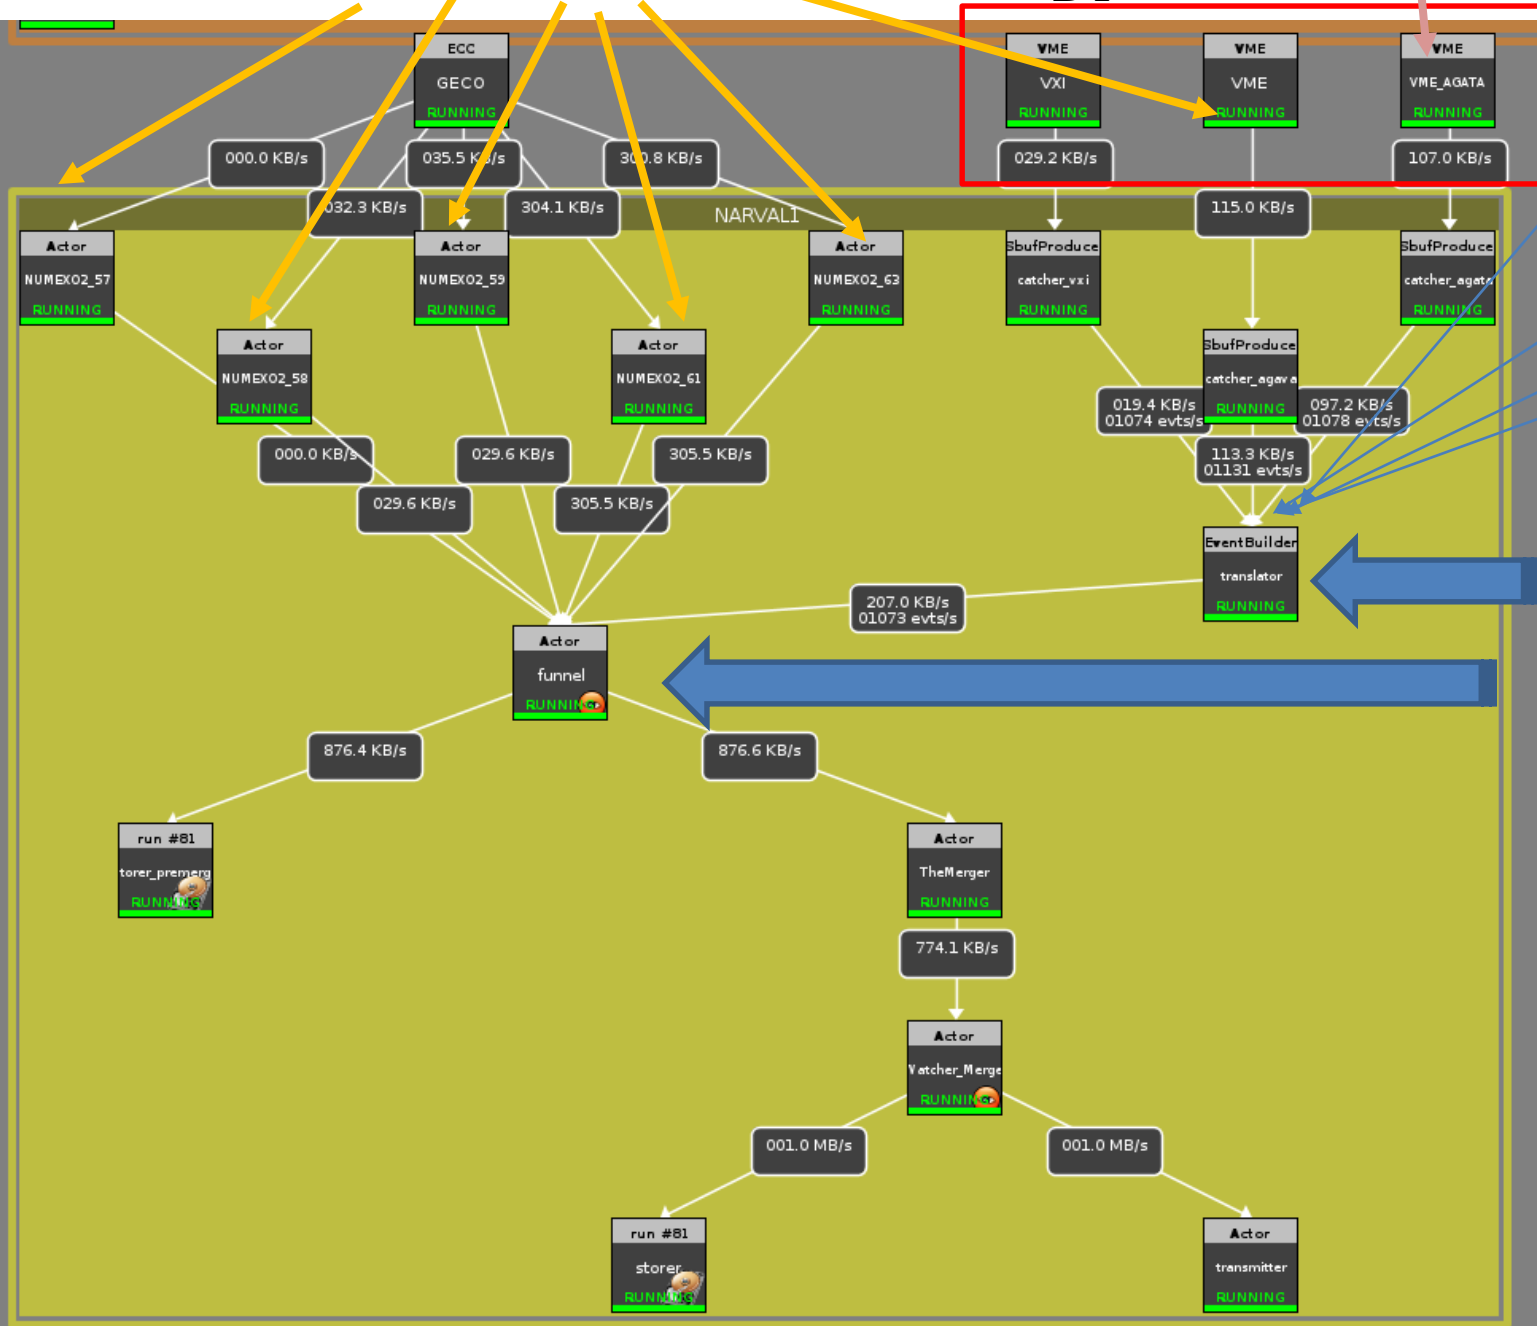 ECC
GECO
RUNNING
VME
VXI
RUNNING
VME
VME
RUNNING
VME
VME_AGATA
RUNNING
000.0 KB/s
035.5 KB/s
300.8 KB/s
029.2 KB/s
107.0 KB/s
032.3 KB/s
304.1 KB/s
NARVAL1
115.0 KB/s
Actor
NUMEXO2_57
RUNNING
Actor
NUMEXO2_59
RUNNING
Actor
NUMEXO2_63
RUNNING
SbufProduce
catcher_vxi
RUNNING
SbufProduce
catcher_agata
RUNNING
Actor
NUMEXO2_58
RUNNING
Actor
NUMEXO2_61
RUNNING
SbufProduce
catcher_agava
RUNNING
019.4 KB/s
01074 evts/s
097.2 KB/s
01078 evts/s
000.0 KB/s
029.6 KB/s
305.5 KB/s
113.3 KB/s
01131 evts/s
029.6 KB/s
305.5 KB/s
EventBuilder
translator
RUNNING
207.0 KB/s
01073 evts/s
Actor
funnel
RUNNING
876.4 KB/s
876.6 KB/s
run #81
torer_premerg
RUNNING
Actor
TheMerger
RUNNING
774.1 KB/s
Actor
Vatcher_Merge
RUNNING
001.0 MB/s
001.0 MB/s
run #81
storer
RUNNING
Actor
transmitter
RUNNING